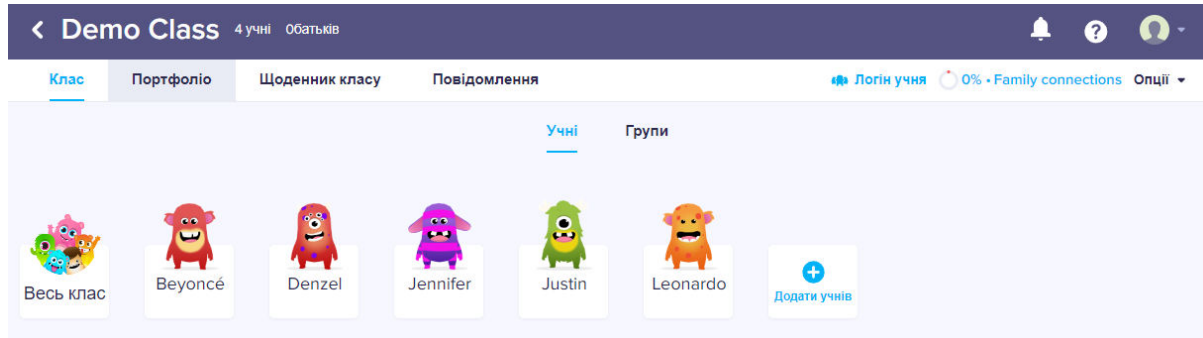 Demo Class 4 учні 0батьків
Клас Портфоліо Щоденник класу Повідомлення Логін учня 0% • Family connections Опції
Учні Групи
Весь клас Beyoncé Denzel Jennifer Justin Leonardo Додати учнів